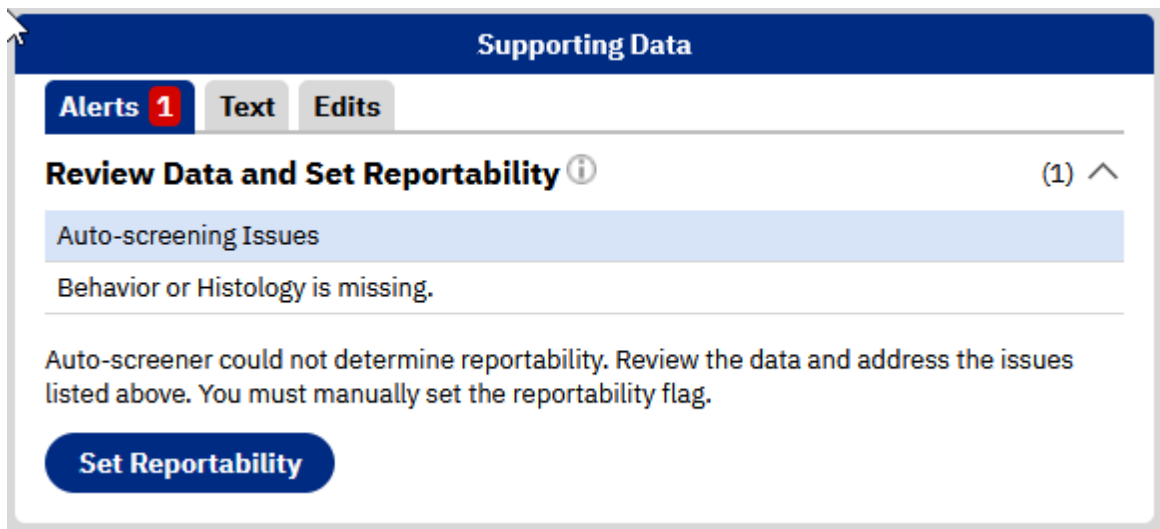 Supporting Data
Alerts 1 Text Edits
Review Data and Set Reportability (1)
Auto-screening Issues
Behavior or Histology is missing.
Auto-screener could not determine reportability. Review the data and address the issues
listed above. You must manually set the reportability flag.
Set Reportability